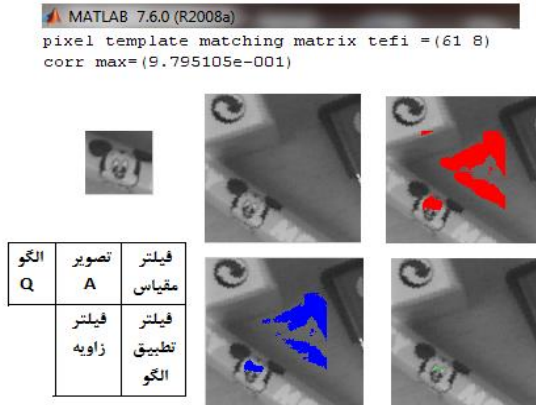 MATLAB 7.6.0 (R2008a)
pixel template matching matrix tefi =(61 8)
corr max=(9.795105e-001)
الگو
Q
تصویر
A
فیلتر
مقیاس
فیلتر
زاویه
فیلتر
تطبیق
الگو